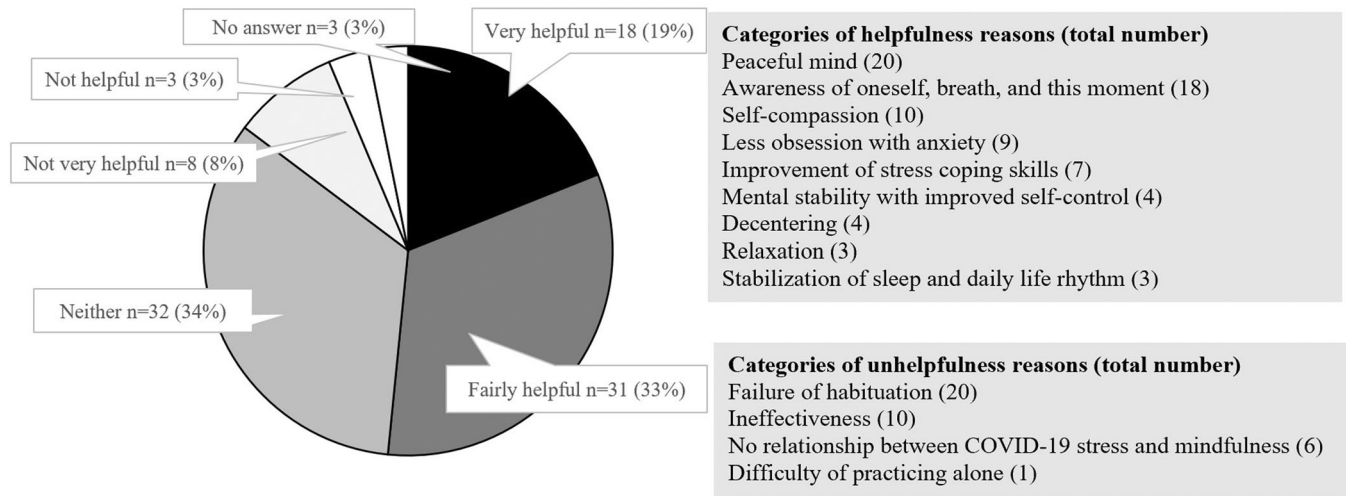 No answer n=3 (3%)
Very helpful n=18 (19%)
Not helpful n=3 (3%)
Not very helpful n=8 (8%)
Neither n=32 (34%)
Fairly helpful n=31 (33%)
Categories of helpfulness reasons (total number)
Peaceful mind (20)
Awareness of oneself, breath, and this moment (18)
Self-compassion (10)
Less obsession with anxiety (9)
Improvement of stress coping skills (7)
Mental stability with improved self-control (4)
Decentering (4)
Relaxation (3)
Stabilization of sleep and daily life rhythm (3)
Categories of unhelpfulness reasons (total number)
Failure of habituation (20)
Ineffectiveness (10)
No relationship between COVID-19 stress and mindfulness (6)
Difficulty of practicing alone (1)